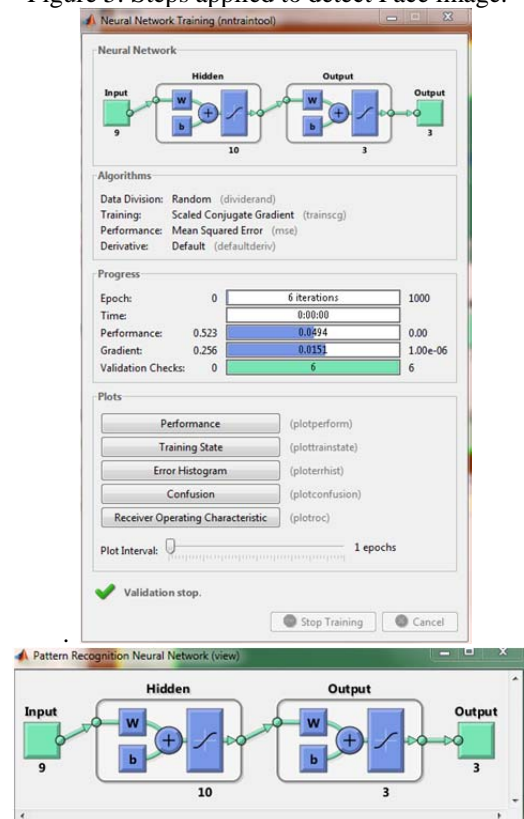 Figure 3: Steps applied to detect Face image.
Neural Network Training (nntraintool)
Neural Network
Hidden
Output
Input
W
b
+
W
b
+
Output
9
10
3
3
Algorithms
Data Division: Random (dividerand)
Training: Scaled Conjugate Gradient (trainscg)
Performance: Mean Squared Error (mse)
Derivative: Default (defaultderiv)
Progress
Epoch: 0 6 iterations 1000
Time: 0:00:00
Performance: 0.523 0.0494 0.00
Gradient: 0.256 0.0151 1.00e-06
Validation Checks: 0 6 6
Plots
Performance (plotperform)
Training State (plottrainstate)
Error Histogram (ploterrhist)
Confusion (plotconfusion)
Receiver Operating Characteristic (plotroc)
Plot Interval: 1 epochs
Validation stop.
Stop Training Cancel
.
Pattern Recognition Neural Network (view)
Hidden
Output
Input
W
b
+
W
b
+
Output
9
10
3
3